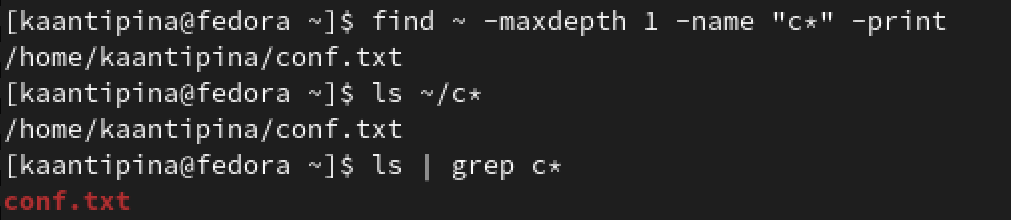 [kaantipina@fedora ~]$ find ~ -maxdepth 1 -name "c*" -print
/home/kaantipina/conf.txt
[kaantipina@fedora ~]$ ls ~/c*
/home/kaantipina/conf.txt
[kaantipina@fedora ~]$ ls | grep c*
conf.txt